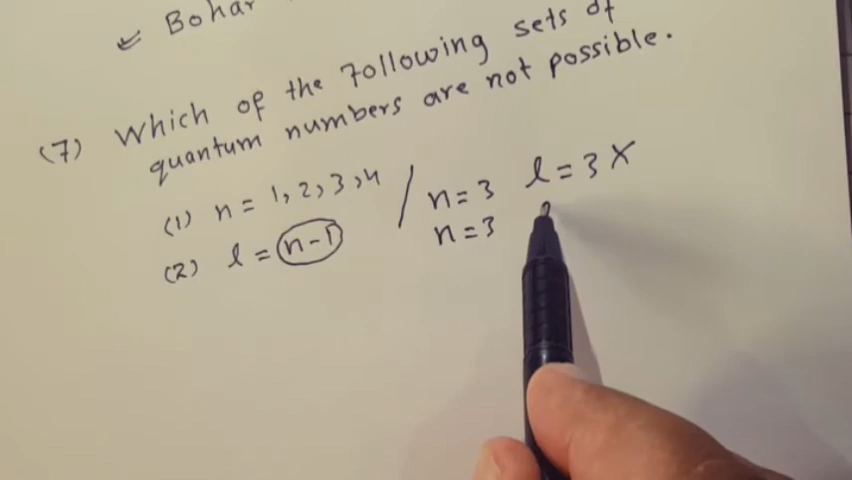 ✓ Bohar
(7) Which of the following sets of
quantum numbers are not possible.
(1) n = 1, 2, 3, 4 / n = 3 l = 3 X
(2) l = n-1 n = 3